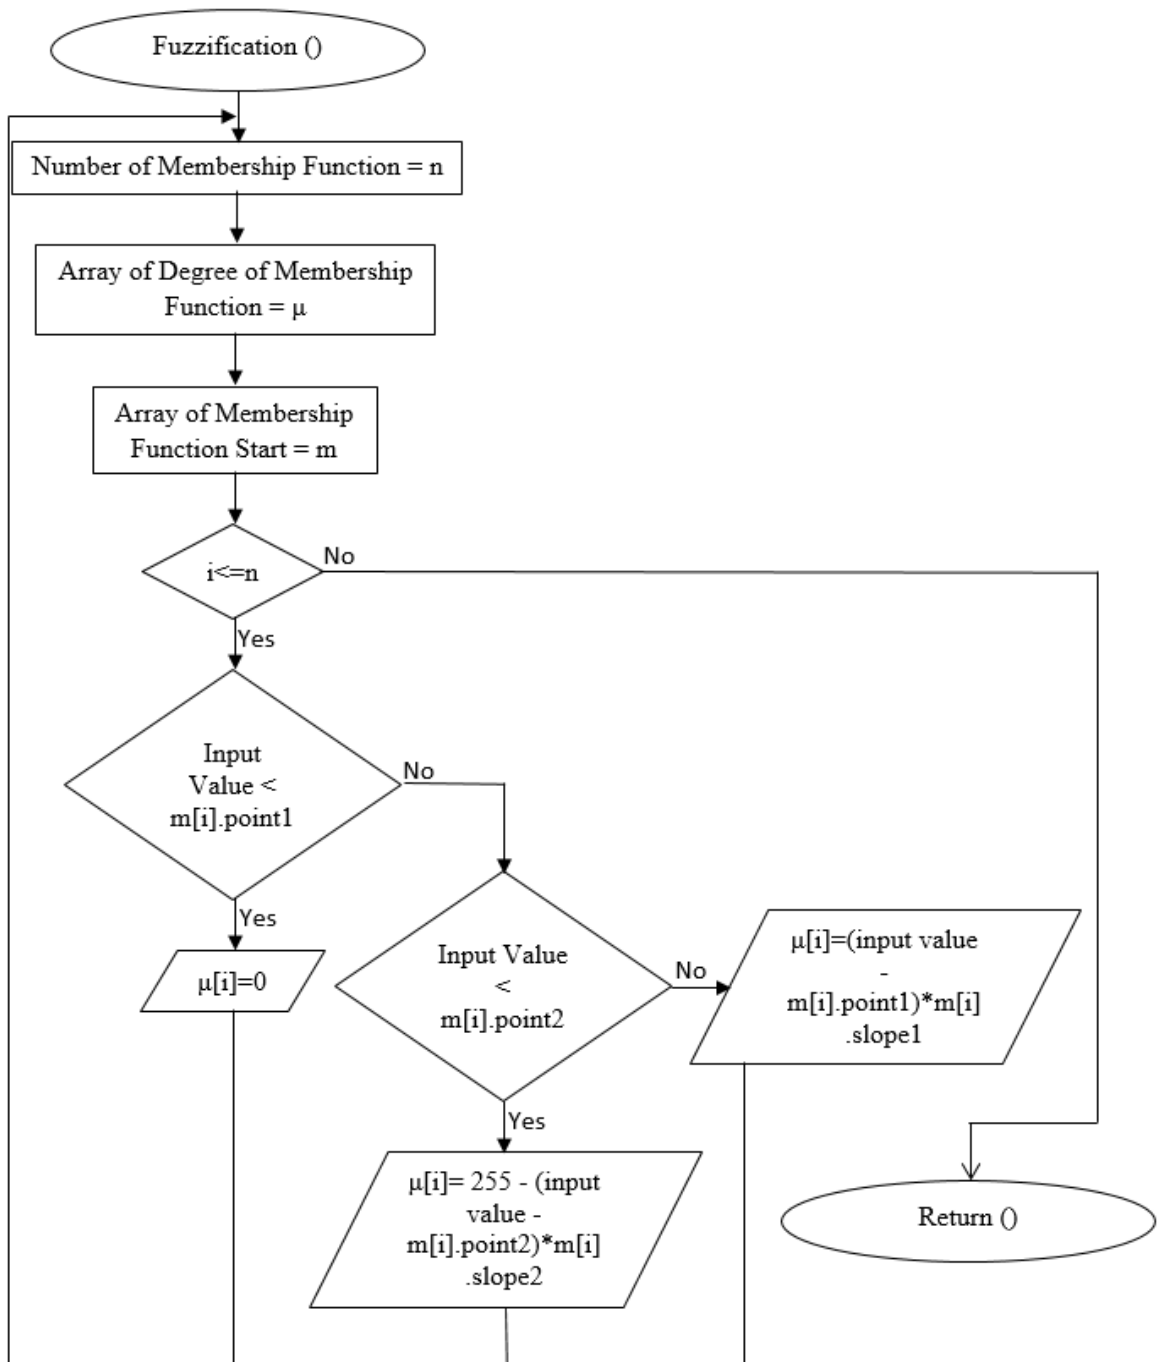 Fuzzification ()
Number of Membership Function = n
Array of Degree of Membership
Function = μ
Array of Membership
Function Start = m
i<=n
No
Yes
Input
Value <
m[i].point1
No
Yes
μ[i]=0
Input Value
<
m[i].point2
No
μ[i]=(input value
-
m[i].point1)*m[i]
.slope1
Yes
μ[i]= 255 - (input
value -
m[i].point2)*m[i]
.slope2
Return ()